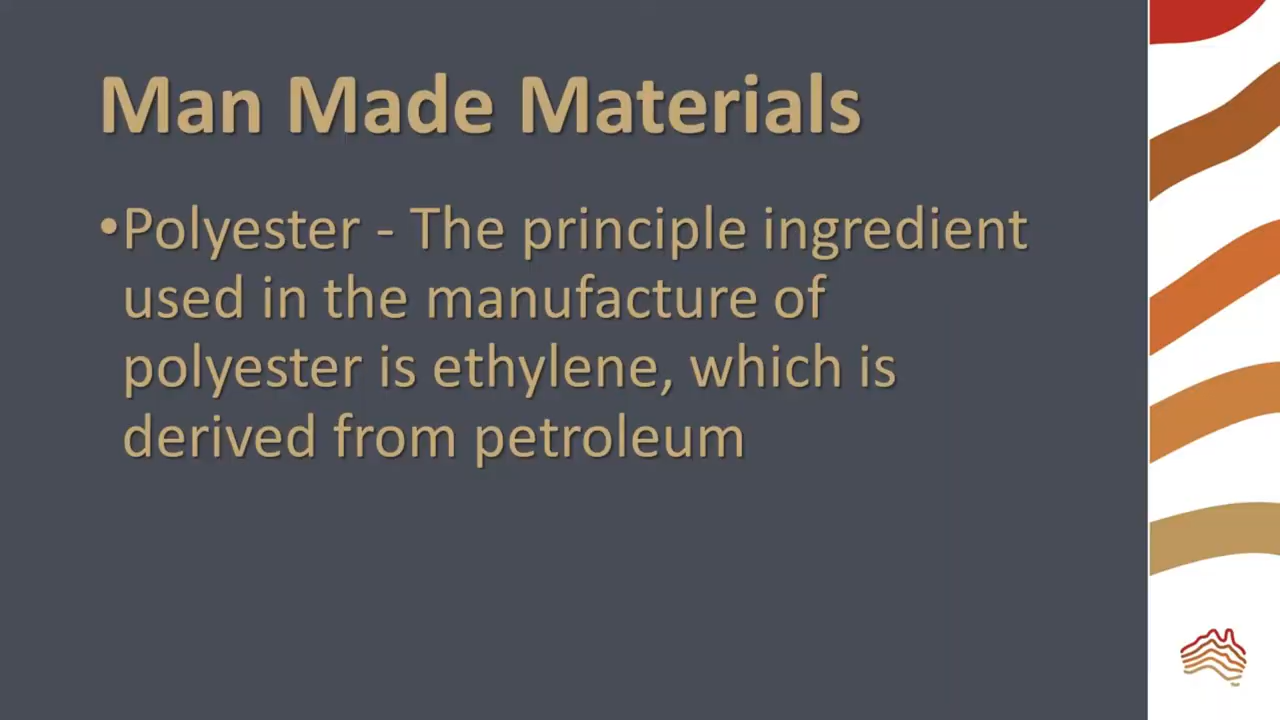 Man Made Materials
•Polyester - The principle ingredient
used in the manufacture of
polyester is ethylene, which is
derived from petroleum